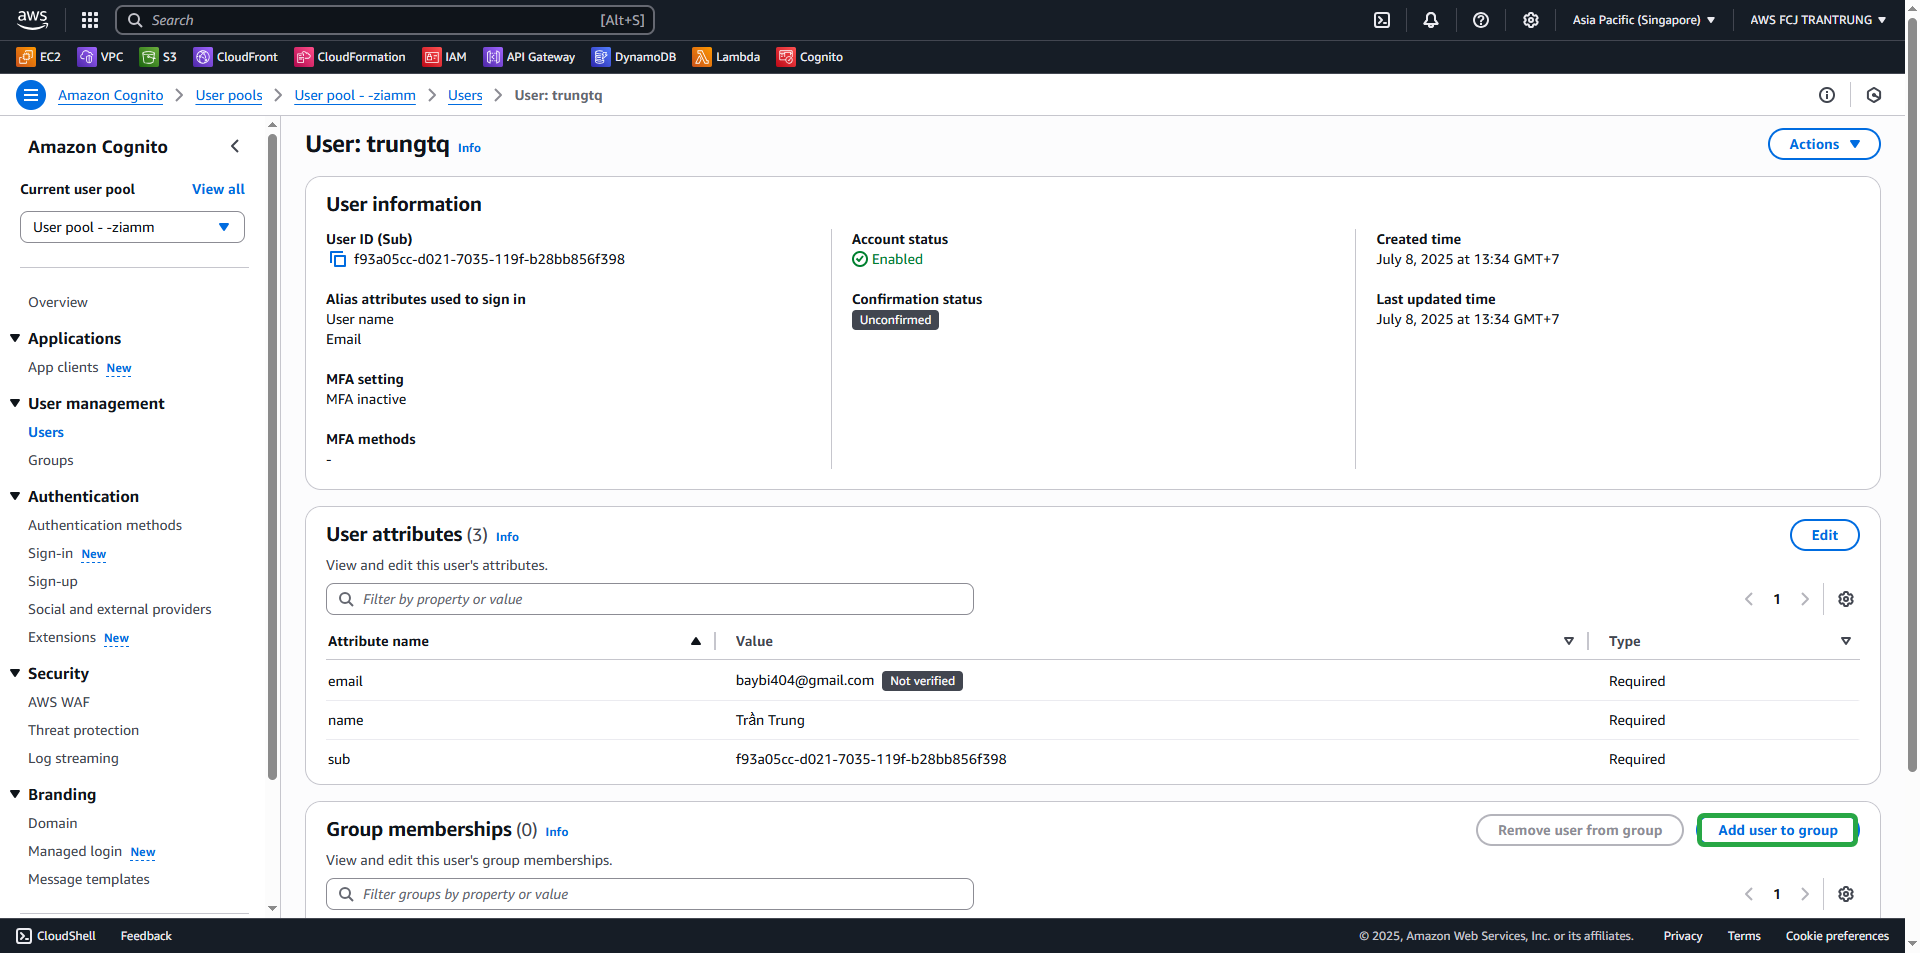 aws
Search [Alt+S]
Asia Pacific (Singapore)
AWS FCJ TRANTRUNG
EC2
VPC
S3
CloudFront
CloudFormation
IAM
API Gateway
DynamoDB
Lambda
Cognito
Amazon Cognito
User pools
User pool - -ziamm
Users
User: trungtq
Amazon Cognito
Current user pool View all
User pool - -ziamm
Overview
Applications
App clients New
User management
Users
Groups
Authentication
Authentication methods
Sign-in New
Sign-up
Social and external providers
Extensions New
Security
AWS WAF
Threat protection
Log streaming
Branding
Domain
Managed login New
Message templates
User: trungtq Info
Actions
User information
User ID (Sub)
f93a05cc-d021-7035-119f-b28bb856f398
Alias attributes used to sign in
User name
Email
MFA setting
MFA inactive
MFA methods
-
Account status
Enabled
Confirmation status
Unconfirmed
Created time
July 8, 2025 at 13:34 GMT+7
Last updated time
July 8, 2025 at 13:34 GMT+7
User attributes (3) Info
Edit
View and edit this user's attributes.
Filter by property or value
1
Attribute name Value Type
email baybi404@gmail.com Not verified Required
name Trần Trung Required
sub f93a05cc-d021-7035-119f-b28bb856f398 Required
Group memberships (0) Info
Remove user from group
Add user to group
View and edit this user's group memberships.
Filter groups by property or value
1
CloudShell
Feedback
© 2025, Amazon Web Services, Inc. or its affiliates.
Privacy
Terms
Cookie preferences